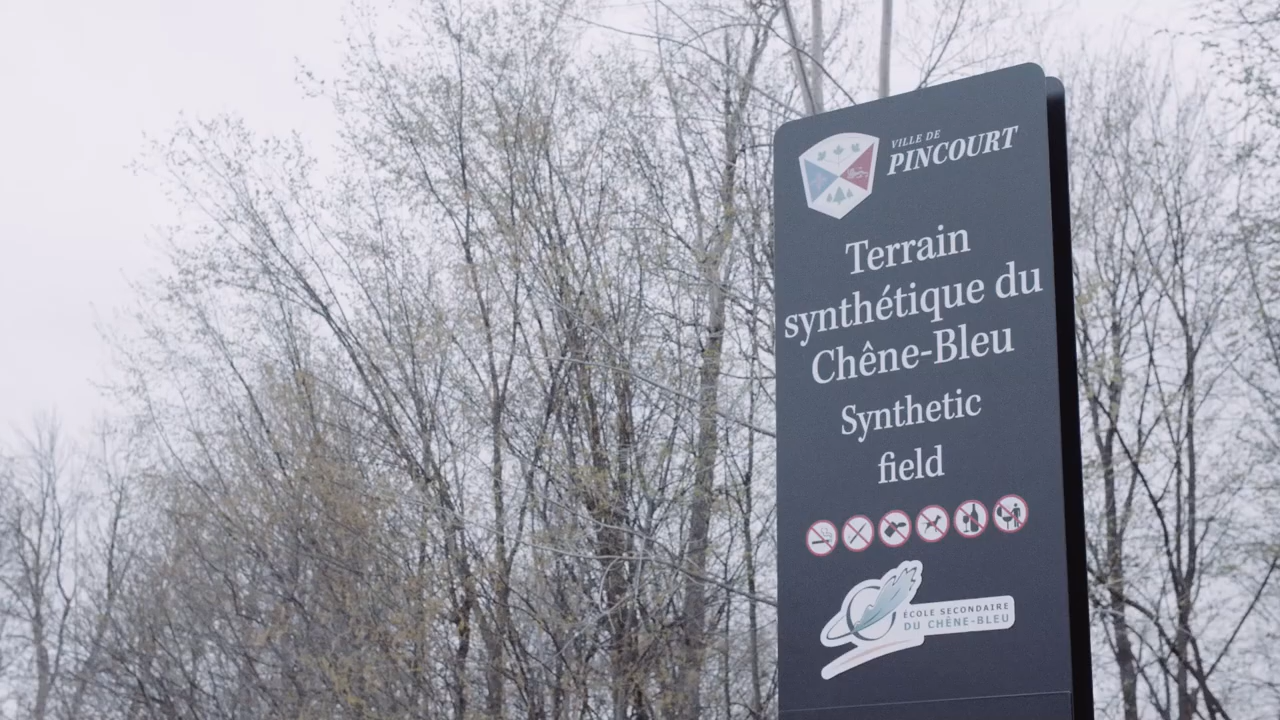 VILLE DE
PINCOURT
Terrain
synthétique du
Chêne-Bleu
Synthetic
field
ÉCOLE SECONDAIRE
DU CHÊNE-BLEU